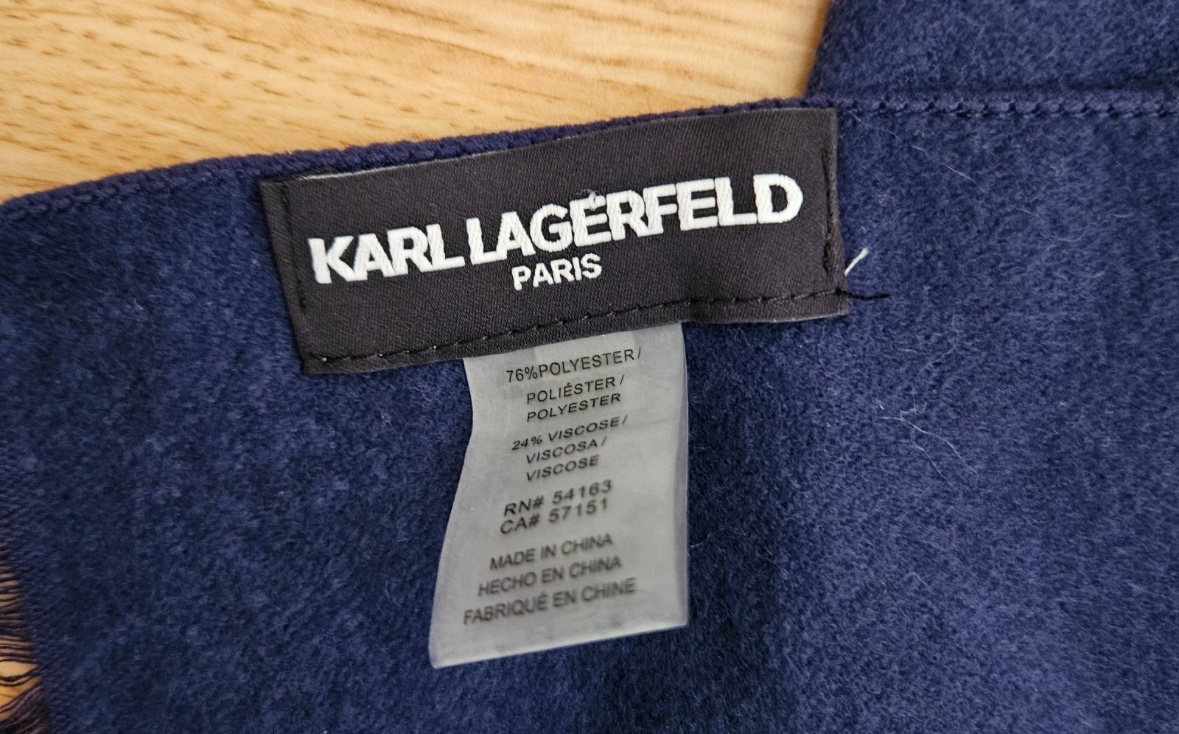 KARL LAGERFELD
PARIS
76%POLYESTER/
POLIÉSTER/
POLYESTER
24% VISCOSE/
VISCOSA/
VISCOSE
RN# 54163
CA# 57151
MADE IN CHINA
HECHO EN CHINA
FABRIQUÉ EN CHINE